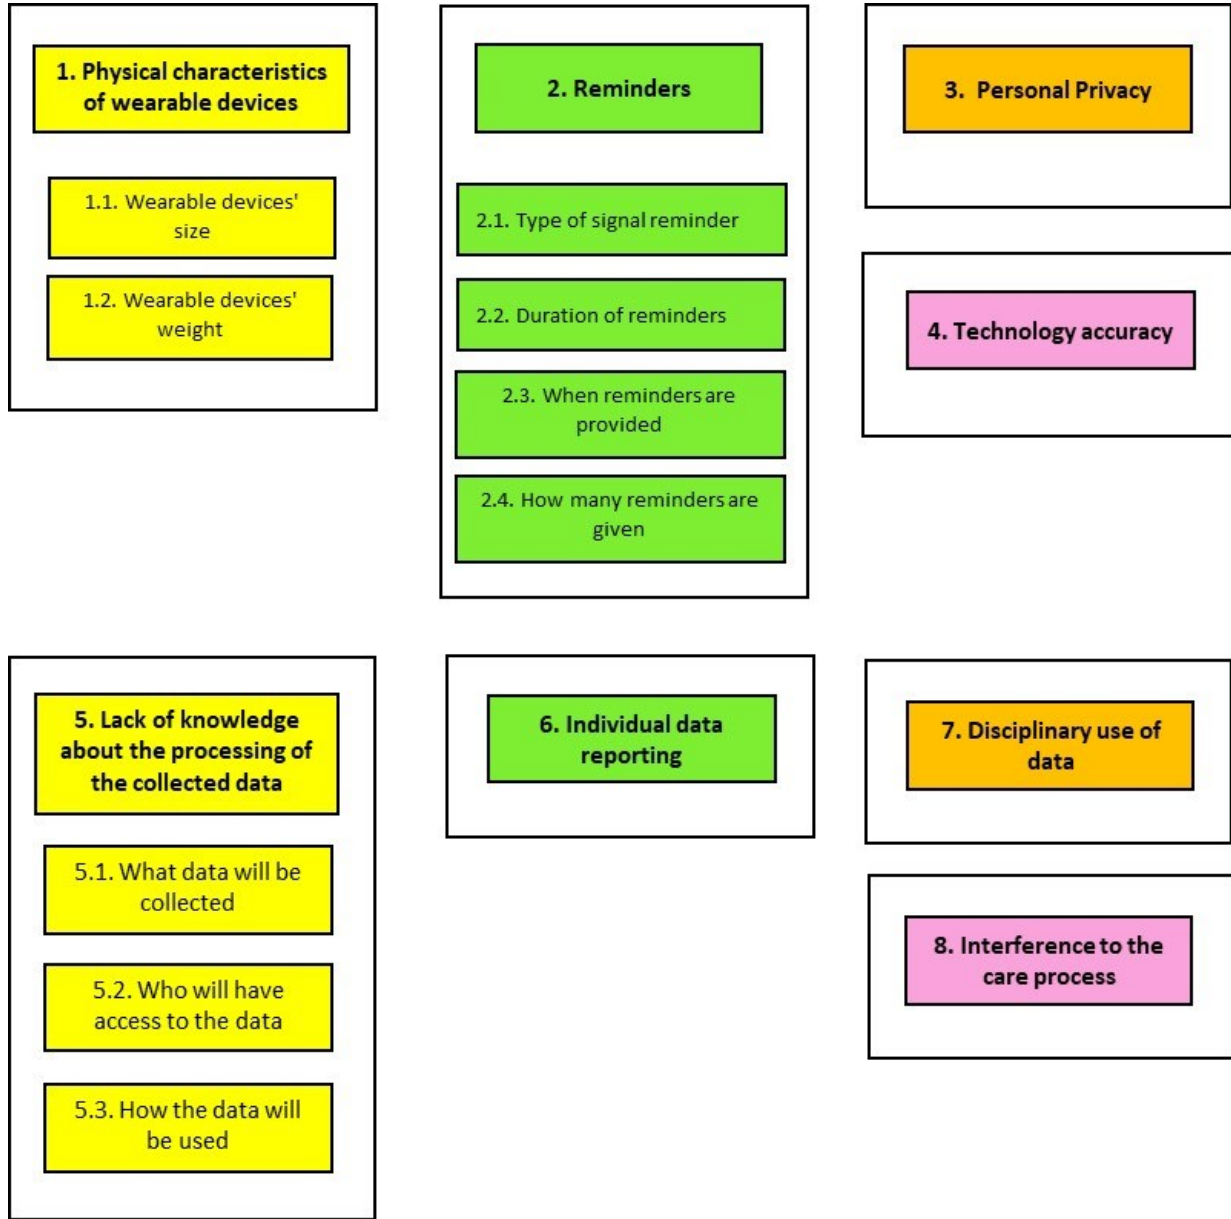 1. Physical characteristics
of wearable devices
1.1. Wearable devices'
size
1.2. Wearable devices'
weight
2. Reminders
2.1. Type of signal reminder
2.2. Duration of reminders
2.3. When reminders are
provided
2.4. How many reminders are
given
3. Personal Privacy
4. Technology accuracy
5. Lack of knowledge
about the processing of
the collected data
5.1. What data will be
collected
5.2. Who will have
access to the data
5.3. How the data will
be used
6. Individual data
reporting
7. Disciplinary use of
data
8. Interference to the
care process